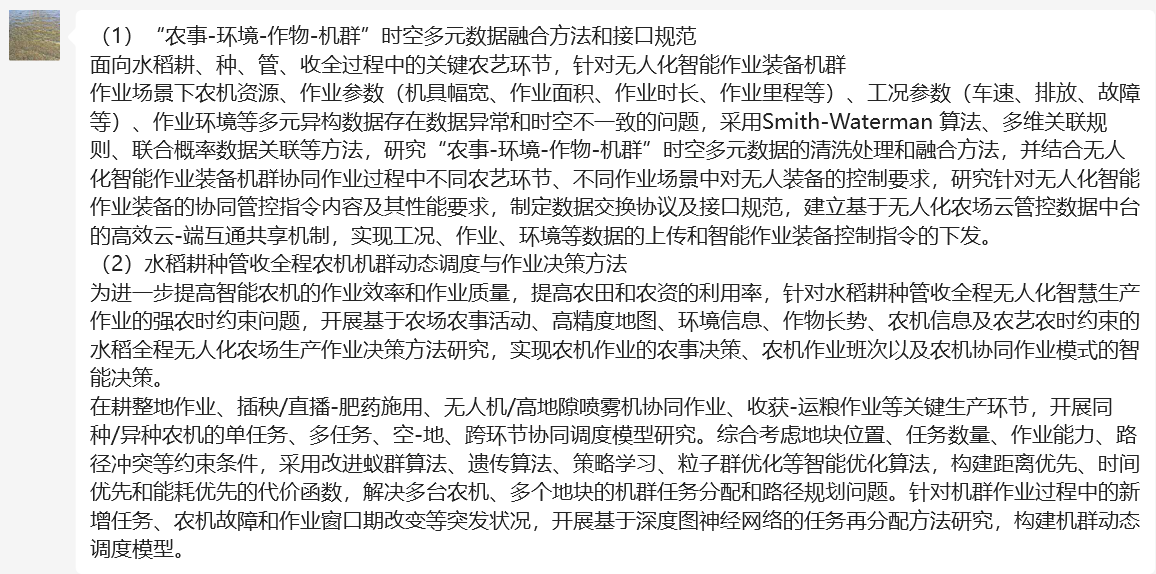 （1）“农事-环境-作物-机群”时空多元数据融合方法和接口规范
面向水稻耕、种、管、收全过程中的关键农艺环节，针对无人化智能作业装备机群
作业场景下农机资源、作业参数（机具幅宽、作业面积、作业时长、作业里程等）、工况参数（车速、排放、故障
等）、作业环境等多元异构数据存在数据异常和时空不一致的问题，采用Smith-Waterman 算法、多维关联规
则、联合概率数据关联等方法，研究“农事-环境-作物-机群”时空多元数据的清洗处理和融合方法，并结合无人
化智能作业装备机群协同作业过程中不同农艺环节、不同作业场景中对无人装备的控制要求，研究针对无人化智能
作业装备的协同管控指令内容及其性能要求，制定数据交换协议及接口规范，建立基于无人化农场云管控数据中台
的高效云-端互通共享机制，实现工况、作业、环境等数据的上传和智能作业装备控制指令的下发。
（2）水稻耕种管收全程农机机群动态调度与作业决策方法
为进一步提高智能农机的作业效率和作业质量，提高农田和农资的利用率，针对水稻耕种管收全程无人化智慧生产
作业的强农时约束问题，开展基于农场农事活动、高精度地图、环境信息、作物长势、农机信息及农艺农时约束的
水稻全程无人化农场生产作业决策方法研究，实现农机作业的农事决策、农机作业班次以及农机协同作业模式的智
能决策。
在耕整地作业、插秧/直播-肥药施用、无人机/高地隙喷雾机协同作业、收获-运粮作业等关键生产环节，开展同
种/异种农机的单任务、多任务、空-地、跨环节协同调度模型研究。综合考虑地块位置、任务数量、作业能力、路
径冲突等约束条件，采用改进蚁群算法、遗传算法、策略学习、粒子群优化等智能优化算法，构建距离优先、时间
优先和能耗优先的代价函数，解决多台农机、多个地块的机群任务分配和路径规划问题。针对机群作业过程中的新
增任务、农机故障和作业窗口期改变等突发状况，开展基于深度图神经网络的任务再分配方法研究，构建机群动态
调度模型。